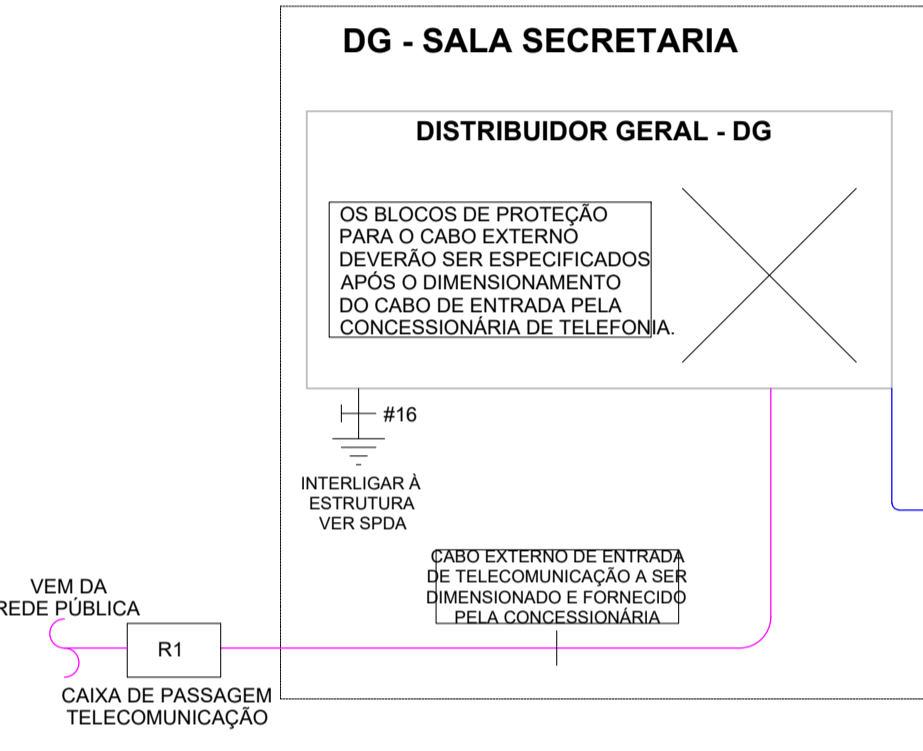 DG - SALA SECRETARIA
DISTRIBUIDOR GERAL - DG
OS BLOCOS DE PROTEÇÃO
PARA O CABO EXTERNO
DEVERÃO SER ESPECIFICADOS
APÓS O DIMENSIONAMENTO
DO CABO DE ENTRADA PELA
CONCESSIONÁRIA DE TELEFONIA.
#16
INTERLIGAR À
ESTRUTURA
VER SPDA
CABO EXTERNO DE ENTRADA
DE TELECOMUNICAÇÃO A SER
DIMENSIONADO E FORNECIDO
PELA CONCESSIONÁRIA
VEM DA
REDE PÚBLICA
R1
CAIXA DE PASSAGEM
TELECOMUNICAÇÃO